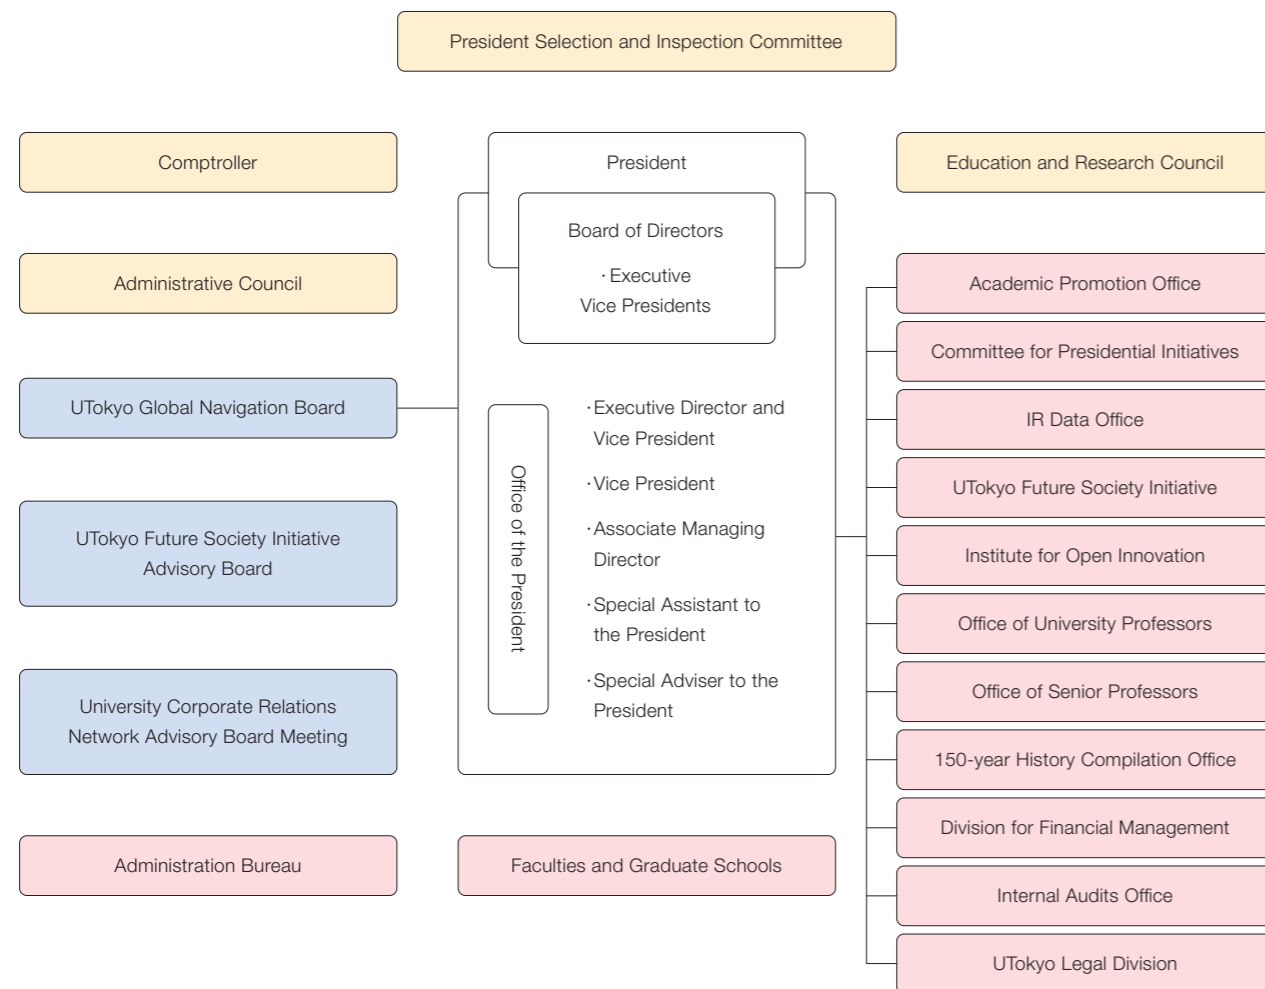 President Selection and Inspection Committee
Comptroller
President
Education and Research Council
Board of Directors
・Executive
Vice Presidents
Administrative Council
Academic Promotion Office
Committee for Presidential Initiatives
UTokyo Global Navigation Board
・Executive Director and
Vice President
IR Data Office
Office of the President
・Vice President
UTokyo Future Society Initiative
UTokyo Future Society Initiative
Advisory Board
・Associate Managing
Director
Institute for Open Innovation
・Special Assistant to
the President
Office of University Professors
University Corporate Relations
Network Advisory Board Meeting
・Special Adviser to the
President
Office of Senior Professors
150-year History Compilation Office
Division for Financial Management
Administration Bureau
Faculties and Graduate Schools
Internal Audits Office
UTokyo Legal Division